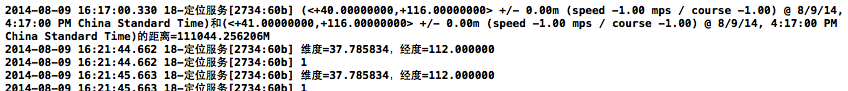 2014-08-09 16:17:00.330 18-定位服务[2734:60b] (<+40.00000000,+116.00000000> +/- 0.00m (speed -1.00 mps / course -1.00) @ 8/9/14,
4:17:00 PM China Standard Time)和(<+41.00000000,+116.00000000> +/- 0.00m (speed -1.00 mps / course -1.00) @ 8/9/14, 4:17:00 PM
China Standard Time)的距离=111044.256206M
2014-08-09 16:21:44.662 18-定位服务[2734:60b] 维度=37.785834，经度=112.000000
2014-08-09 16:21:44.662 18-定位服务[2734:60b] 1
2014-08-09 16:21:45.663 18-定位服务[2734:60b] 维度=37.785834，经度=112.000000
2014-08-09 16:21:45.663 18-定位服务[2734:60b] 1